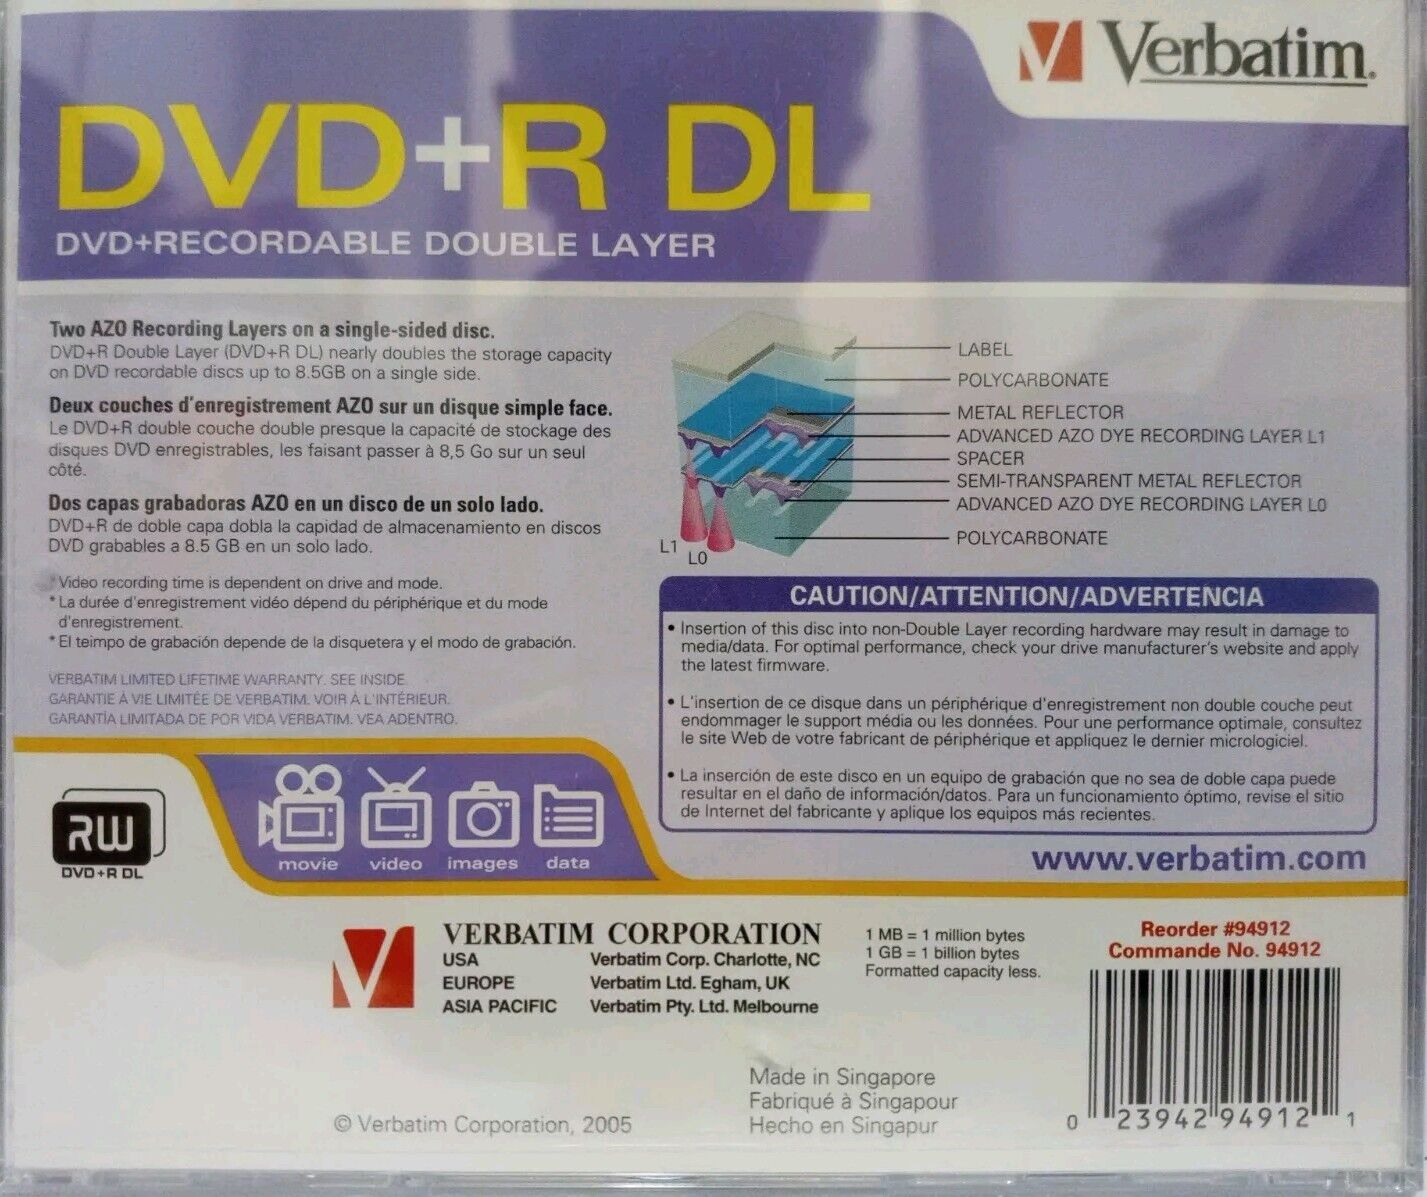 Verbatim.
DVD+R DL
DVD+RECORDABLE DOUBLE LAYER
Two AZO Recording Layers on a single-sided disc.
DVD+R Double Layer (DVD+R DL) nearly doubles the storage capacity
on DVD recordable discs up to 8.5GB on a single side.
Deux couches d'enregistrement AZO sur un disque simple face.
Le DVD+R double couche double presque la capacité de stockage des
disques DVD enregistrables, les faisant passer à 8,5 Go sur un seul
côté.
Dos capas grabadoras AZO en un disco de un solo lado.
DVD+R de doble capa dobla la capidad de almacenamiento en discos
DVD grabables a 8.5 GB en un solo lado.
* Video recording time is dependent on drive and mode.
* La durée d'enregistrement vidéo dépend du périphérique et du mode
d'enregistrement.
* El teimpo de grabación depende de la disquetera y el modo de grabación.
VERBATIM LIMITED LIFETIME WARRANTY. SEE INSIDE.
GARANTIE À VIE LIMITÉE DE VERBATIM. VOIR À L'INTÉRIEUR.
GARANTÍA LIMITADA DE POR VIDA VERBATIM. VEA ADENTRO.
LABEL
POLYCARBONATE
METAL REFLECTOR
ADVANCED AZO DYE RECORDING LAYER L1
SPACER
SEMI-TRANSPARENT METAL REFLECTOR
ADVANCED AZO DYE RECORDING LAYER L0
POLYCARBONATE
L1
L0
CAUTION/ATTENTION/ADVERTENCIA
• Insertion of this disc into non-Double Layer recording hardware may result in damage to
media/data. For optimal performance, check your drive manufacturer's website and apply
the latest firmware.
• L'insertion de ce disque dans un périphérique d'enregistrement non double couche peut
endommager le support média ou les données. Pour une performance optimale, consultez
le site Web de votre fabricant de périphérique et appliquez le dernier micrologiciel.
• La inserción de este disco en un equipo de grabación que no sea de doble capa puede
resultar en el daño de información/datos. Para un funcionamiento óptimo, revise el sitio
de Internet del fabricante y aplique los equipos más recientes.
www.verbatim.com
RW
DVD+R DL
movie video images data
VERBATIM CORPORATION
USA Verbatim Corp. Charlotte, NC
EUROPE Verbatim Ltd. Egham, UK
ASIA PACIFIC Verbatim Pty. Ltd. Melbourne
1 MB = 1 million bytes
1 GB = 1 billion bytes
Formatted capacity less.
Reorder #94912
Commande No. 94912
Made in Singapore
Fabriqué à Singapour
Hecho en Singapur
© Verbatim Corporation, 2005
0 23942 94912 1